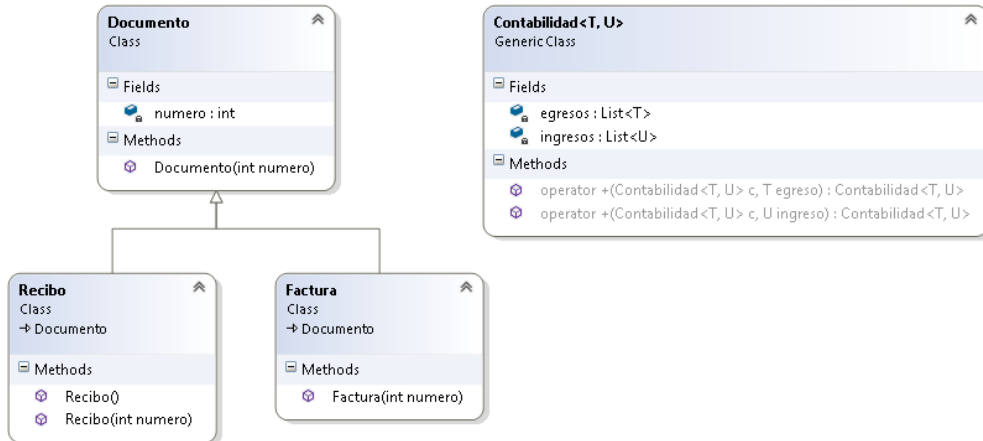 Documento
Class
Fields
numero : int
Methods
Documento(int numero)
Contabilidad<T, U>
Generic Class
Fields
egresos : List<T>
ingresos : List<U>
Methods
operator +(Contabilidad<T, U> c, T egreso) : Contabilidad<T, U>
operator +(Contabilidad<T, U> c, U ingreso) : Contabilidad<T, U>
Recibo
Class
Documento
Methods
Recibo()
Recibo(int numero)
Factura
Class
Documento
Methods
Factura(int numero)